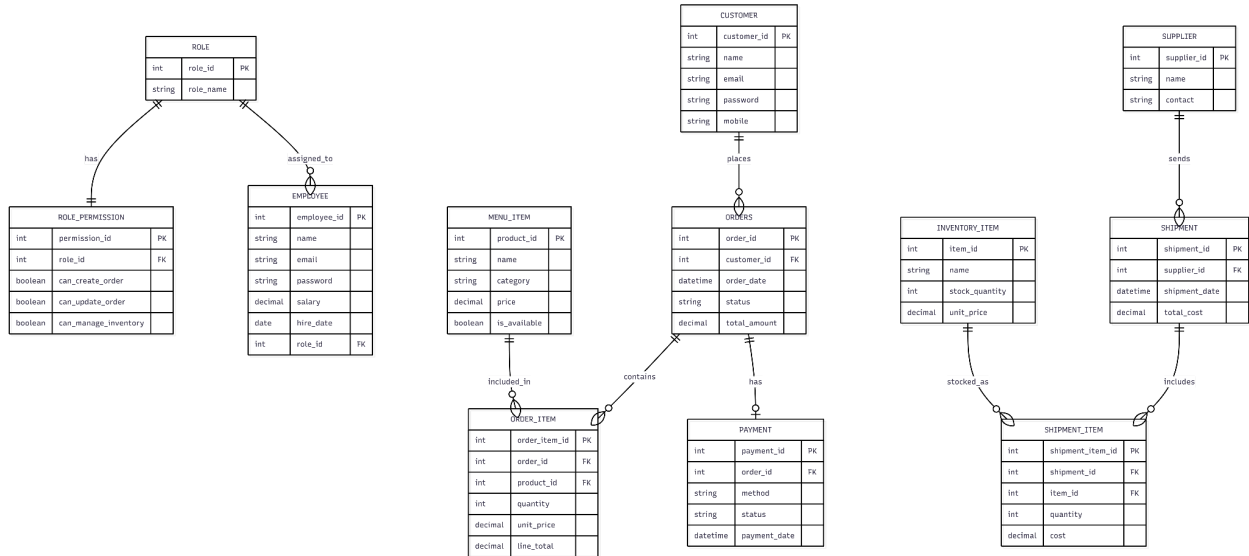 CUSTOMER
int customer_id PK
string name
string email
string password
string mobile
ROLE
int role_id PK
string role_name
SUPPLIER
int supplier_id PK
string name
string contact
has
assigned_to
places
sends
ROLE_PERMISSION
int permission_id PK
int role_id FK
boolean can_create_order
boolean can_update_order
boolean can_manage_inventory
EMPLOYEE
int employee_id PK
string name
string email
string password
decimal salary
date hire_date
int role_id FK
MENU_ITEM
int product_id PK
string name
string category
decimal price
boolean is_available
ORDERS
int order_id PK
int customer_id FK
datetime order_date
string status
decimal total_amount
INVENTORY_ITEM
int item_id PK
string name
int stock_quantity
decimal unit_price
SHIPMENT
int shipment_id PK
int supplier_id FK
datetime shipment_date
decimal total_cost
included_in
contains
has
stocked_as
includes
ORDER_ITEM
int order_item_id PK
int order_id FK
int product_id FK
int quantity
decimal unit_price
decimal line_total
PAYMENT
int payment_id PK
int order_id FK
string method
string status
datetime payment_date
SHIPMENT_ITEM
int shipment_item_id PK
int shipment_id FK
int item_id FK
int quantity
decimal cost